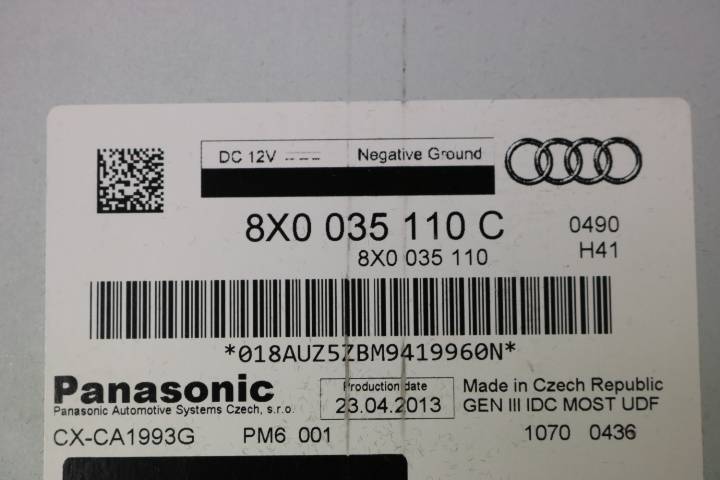 DC 12V Negative Ground
8X0 035 110 C 0490
8X0 035 110 H41
*018AUZ5ZBM9419960N*
Panasonic Production date Made in Czech Republic
Panasonic Automotive Systems Czech, s.r.o. 23.04.2013 GEN III IDC MOST UDF
CX-CA1993G PM6 001 1070 0436